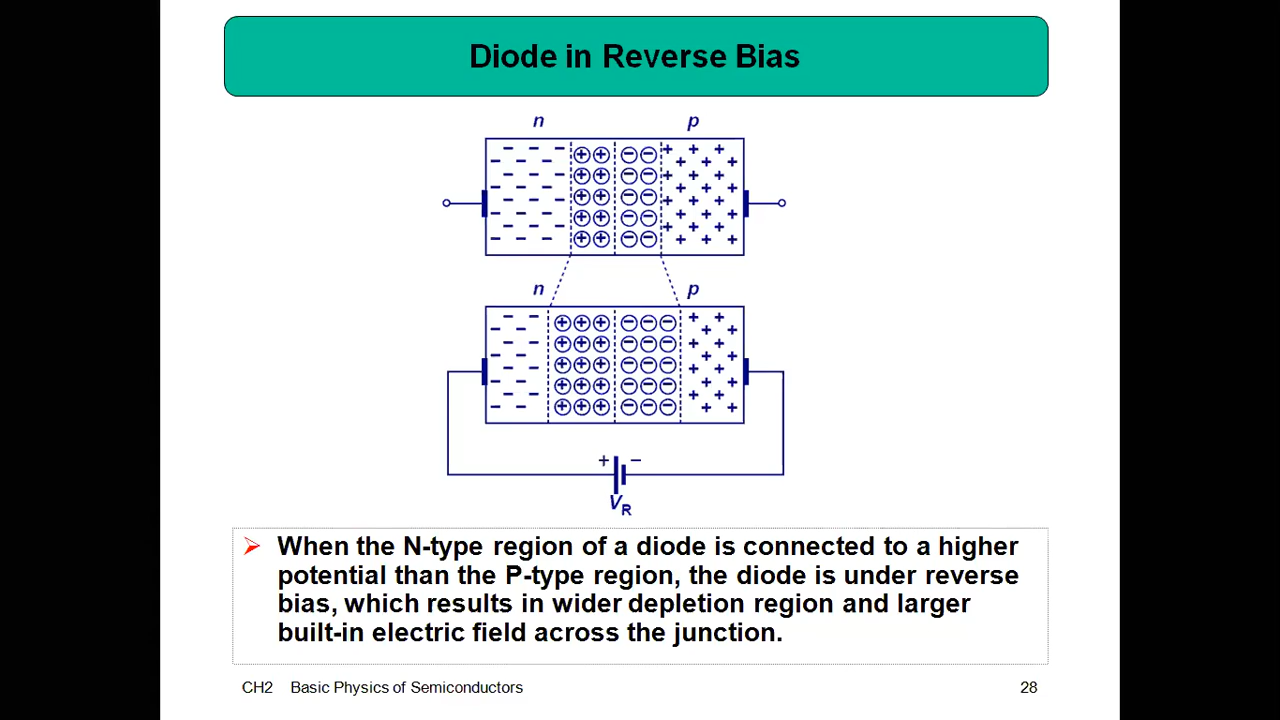 Diode in Reverse Bias
n p
n p
+ −
VR
When the N-type region of a diode is connected to a higher
potential than the P-type region, the diode is under reverse
bias, which results in wider depletion region and larger
built-in electric field across the junction.
CH2 Basic Physics of Semiconductors 28